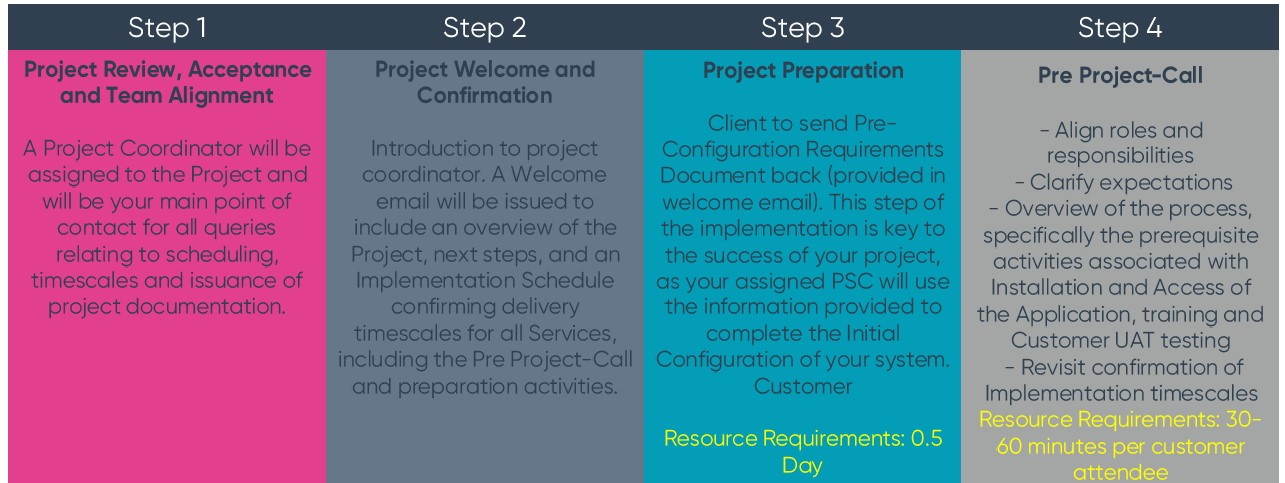 Step 1
Project Review, Acceptance
and Team Alignment
A Project Coordinator will be
assigned to the Project and
will be your main point of
contact for all queries
relating to scheduling,
timescales and issuance of
project documentation.
Step 2
Project Welcome and
Confirmation
Introduction to project
coordinator. A Welcome
email will be issued to
include an overview of the
Project, next steps, and an
Implementation Schedule
confirming delivery
timescales for all Services,
including the Pre Project-Call
and preparation activities.
Step 3
Project Preparation
Client to send Pre-
Configuration Requirements
Document back (provided in
welcome email). This step of
the implementation is key to
the success of your project,
as your assigned PSC will use
the information provided to
complete the Initial
Configuration of your system.
Customer
Resource Requirements: 0.5
Day
Step 4
Pre Project-Call
- Align roles and
responsibilities
- Clarify expectations
- Overview of the process,
specifically the prerequisite
activities associated with
Installation and Access of
the Application, training and
Customer UAT testing
- Revisit confirmation of
Implementation timescales
Resource Requirements: 30-
60 minutes per customer
attendee